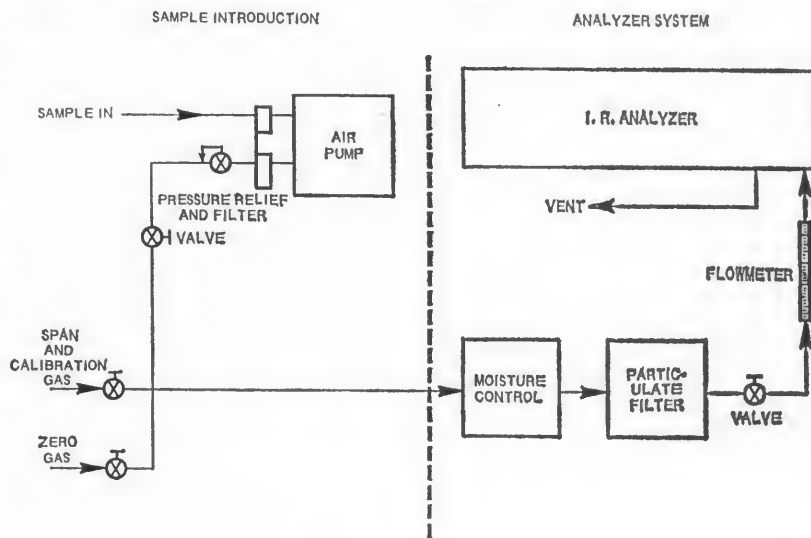 SAMPLE INTRODUCTION
ANALYZER SYSTEM
SAMPLE IN
AIR
PUMP
I. R. ANALYZER
PRESSURE RELIEF
AND FILTER
VENT
VALVE
FLOWMETER
SPAN
AND
CALIBRATION
GAS
MOISTURE
CONTROL
PARTIC-
ULATE
FILTER
VALVE
ZERO
GAS